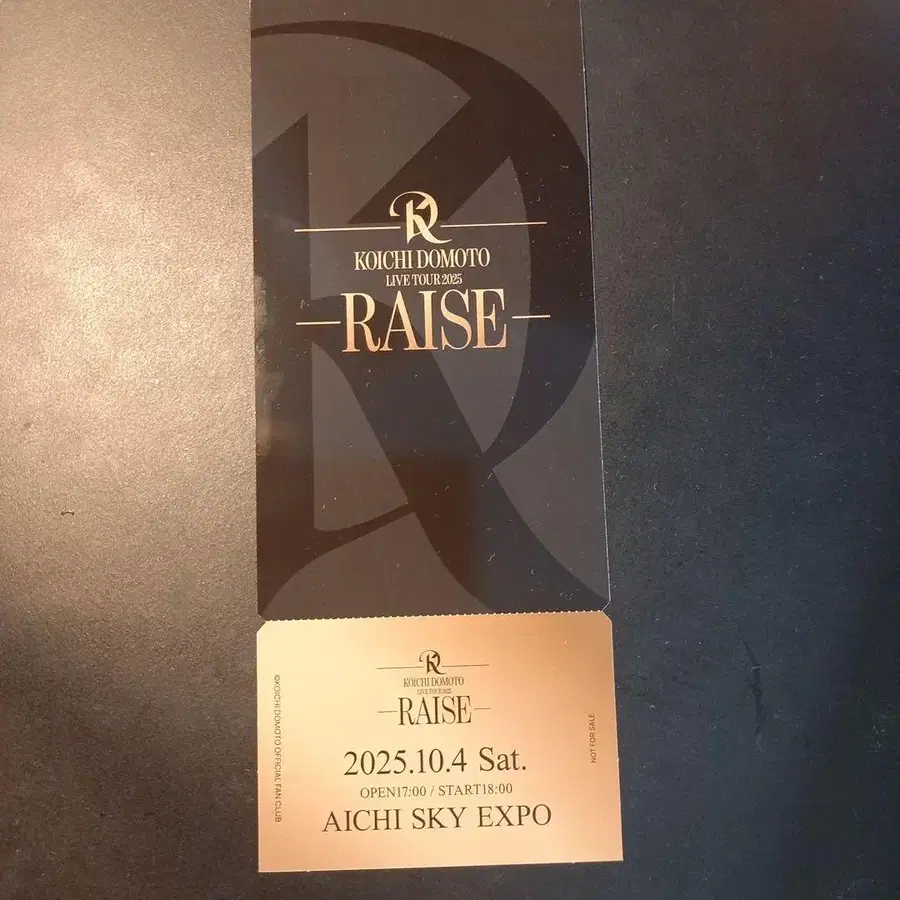 KOICHI DOMOTO
LIVE TOUR 2025
RAISE
KOICHI DOMOTO
LIVE TOUR 2025
RAISE
2025.10.4 Sat.
OPEN17:00 / START18:00
AICHI SKY EXPO
©KOICHI DOMOTO OFFICIAL FAN CLUB
NOT FOR SALE